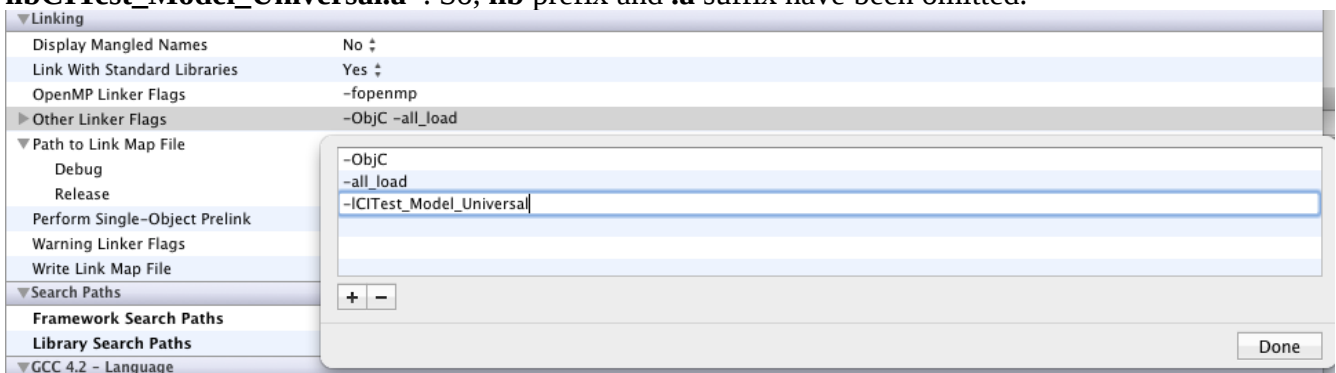 libCITest_Model_Universal.a". So, lib prefix and .a suffix have been omitted.
Linking
Display Mangled Names No
Link With Standard Libraries Yes
OpenMP Linker Flags -fopenmp
Other Linker Flags -ObjC -all_load
Path to Link Map File
-ObjC
Debug
-all_load
Release
-lCITest_Model_Universal
Perform Single-Object Prelink
Warning Linker Flags
Write Link Map File
Search Paths
+ -
Framework Search Paths
Library Search Paths
Done
GCC 4.2 - Language